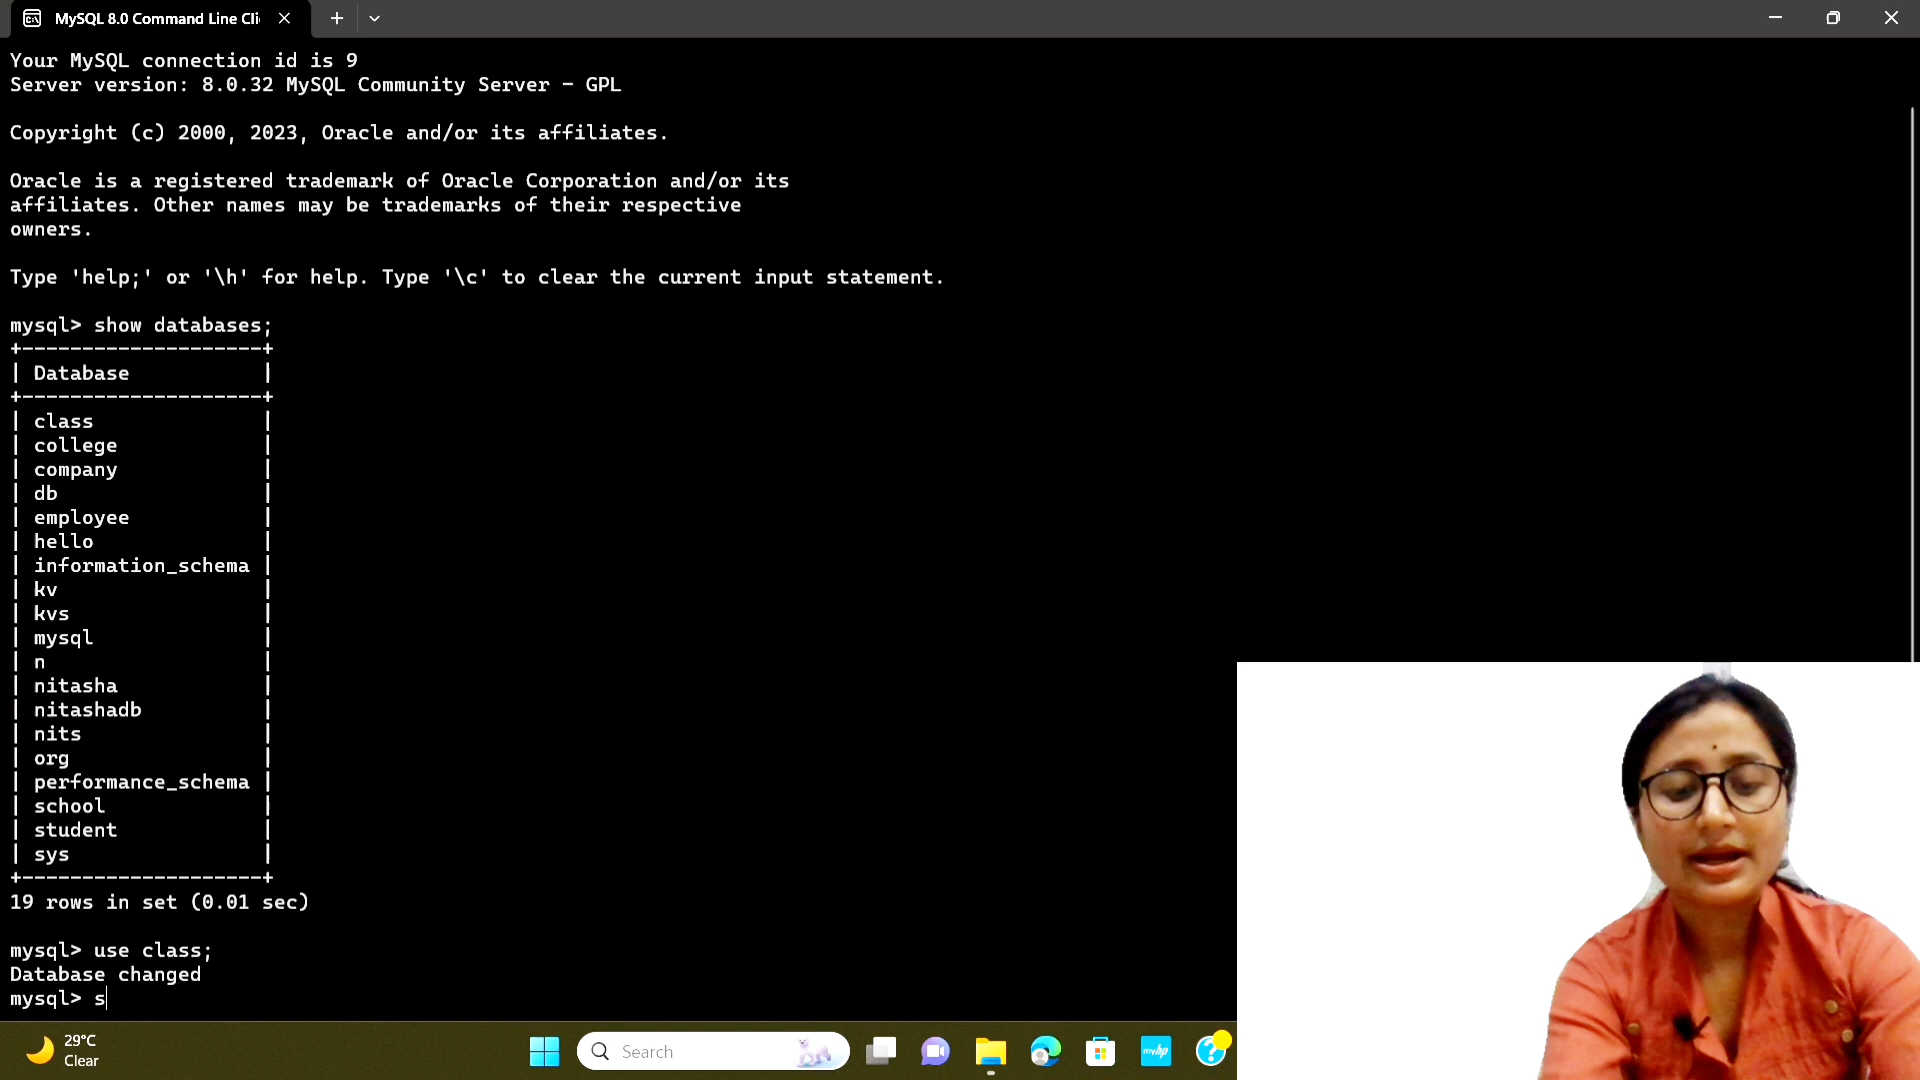 MySQL 8.0 Command Line Cli
Your MySQL connection id is 9
Server version: 8.0.32 MySQL Community Server - GPL
Copyright (c) 2000, 2023, Oracle and/or its affiliates.
Oracle is a registered trademark of Oracle Corporation and/or its
affiliates. Other names may be trademarks of their respective
owners.
Type 'help;' or '\h' for help. Type '\c' to clear the current input statement.
mysql> show databases;
+--------------------+
| Database           |
+--------------------+
| class              |
| college            |
| company            |
| db                 |
| employee           |
| hello              |
| information_schema |
| kv                 |
| kvs                |
| mysql              |
| n                  |
| nitasha            |
| nitashadb          |
| nits               |
| org                |
| performance_schema |
| school             |
| student            |
| sys                |
+--------------------+
19 rows in set (0.01 sec)
mysql> use class;
Database changed
mysql> s
29°C
Clear
Search
myhp